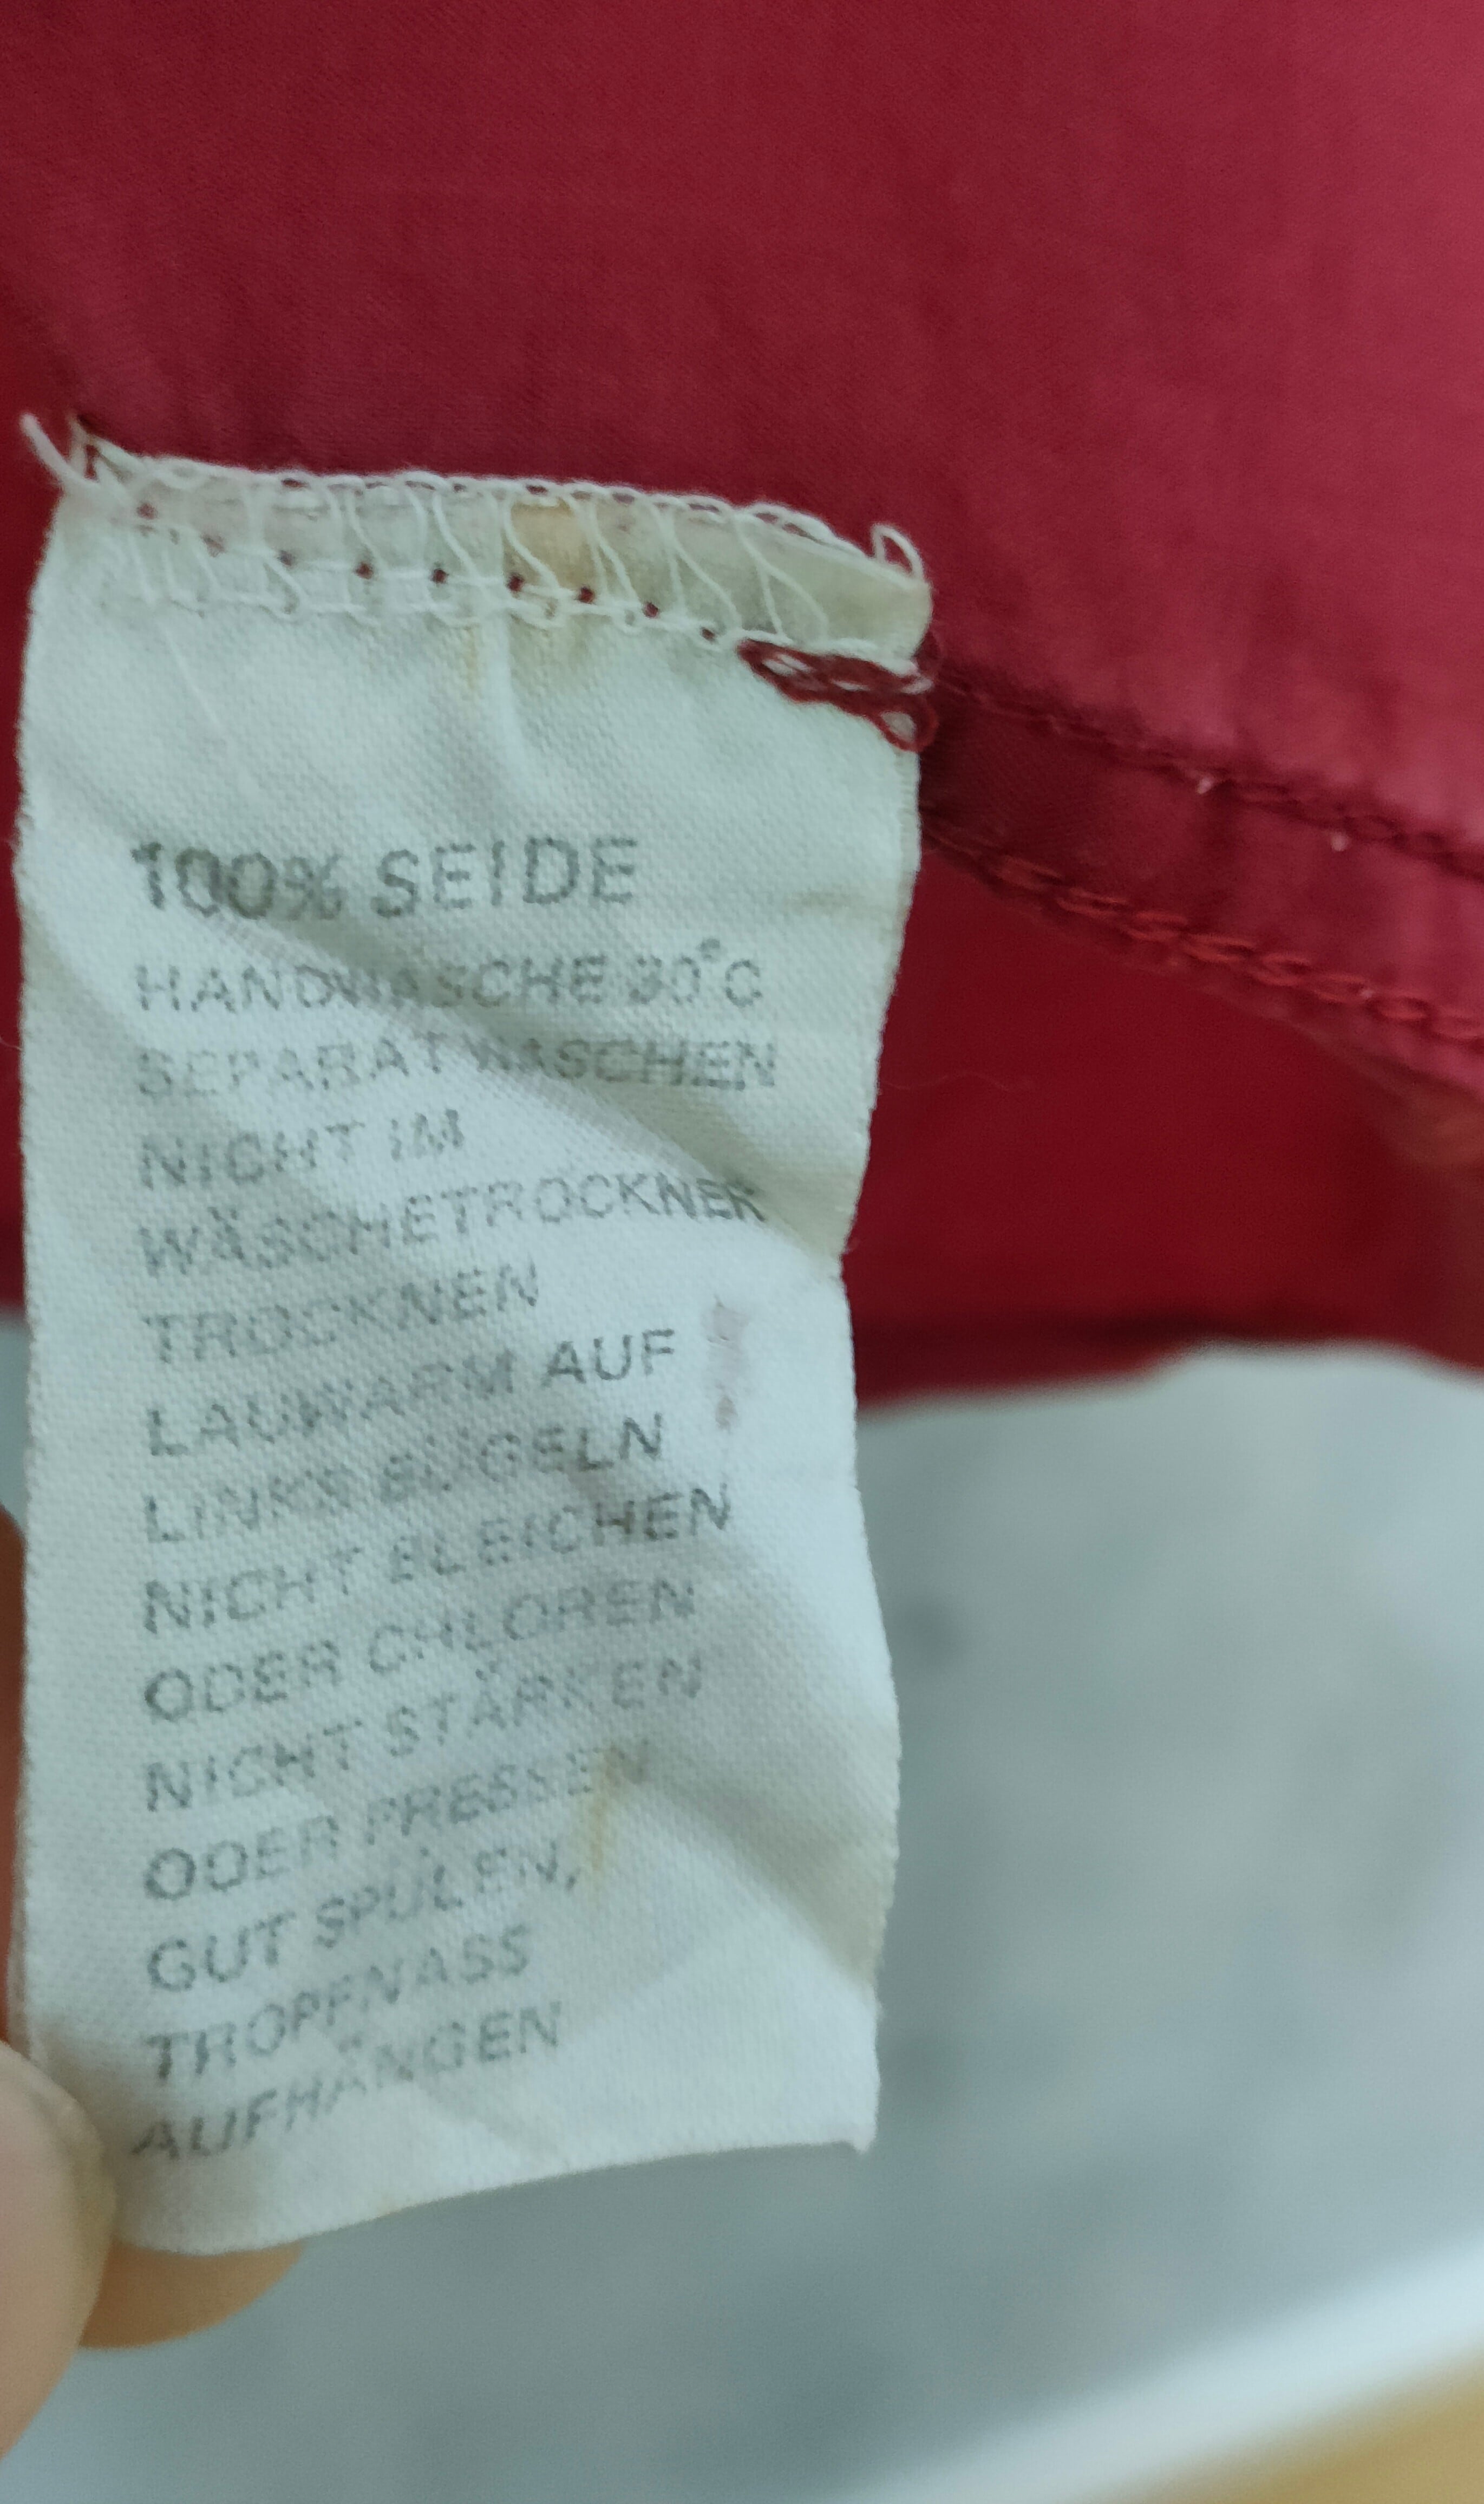 100% SEIDE
HANDWÄSCHE 30°C
SEPARAT WASCHEN
NICHT IM
WÄSCHETROCKNER
TROCKNEN
LAUWARM AUF
LINKS BÜGELN
NICHT BLEICHEN
ODER CHLOREN
NICHT STÄRKEN
ODER PRESSEN
GUT SPÜLEN,
TROPFNASS
AUFHÄNGEN